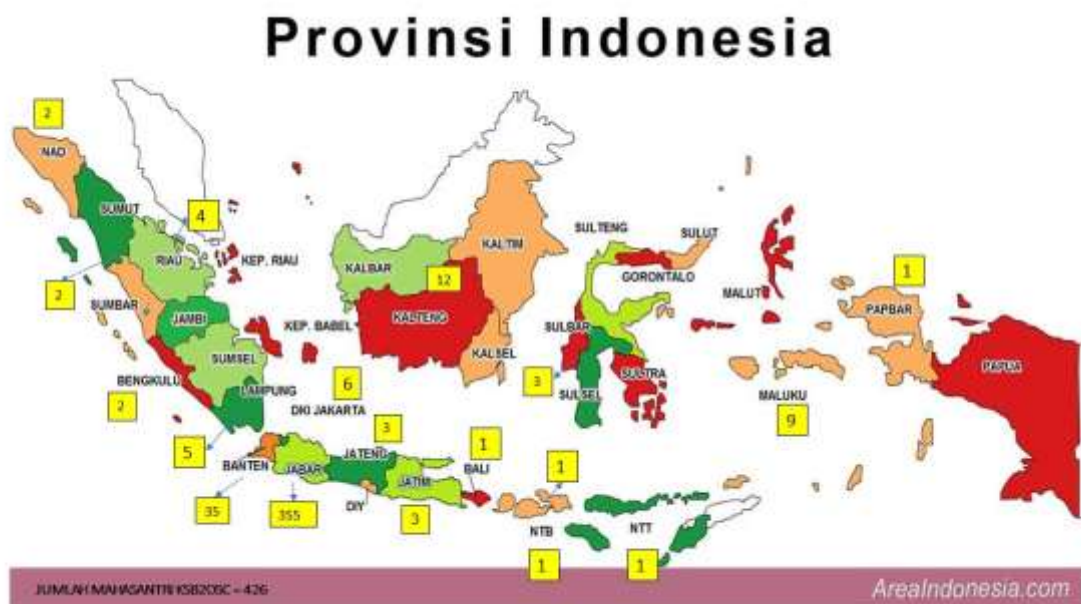 Provinsi Indonesia
2
NAD
SUMUT
4
RIAU
KEP. RIAU
2
SUMBAR
JAMBI
KEP. BABEL
SUMSEL
BENGKULU
2
LAMPUNG
5
KALBAR
12
KALTIM
KALTENG
KALSEL
6
DKI JAKARTA
3
BANTEN
35
JABAR
355
JATENG
DIY
JATIM
3
1
BALI
1
NTB
1
NTT
1
SULTENG
SULUT
GORONTALO
SULBAR
3
SULSEL
SULTRA
MALUT
MALUKU
9
1
PAPBAR
PAPUA
JUMLAH MAHASANTRI KSB20SC = 426
AreaIndonesia.com